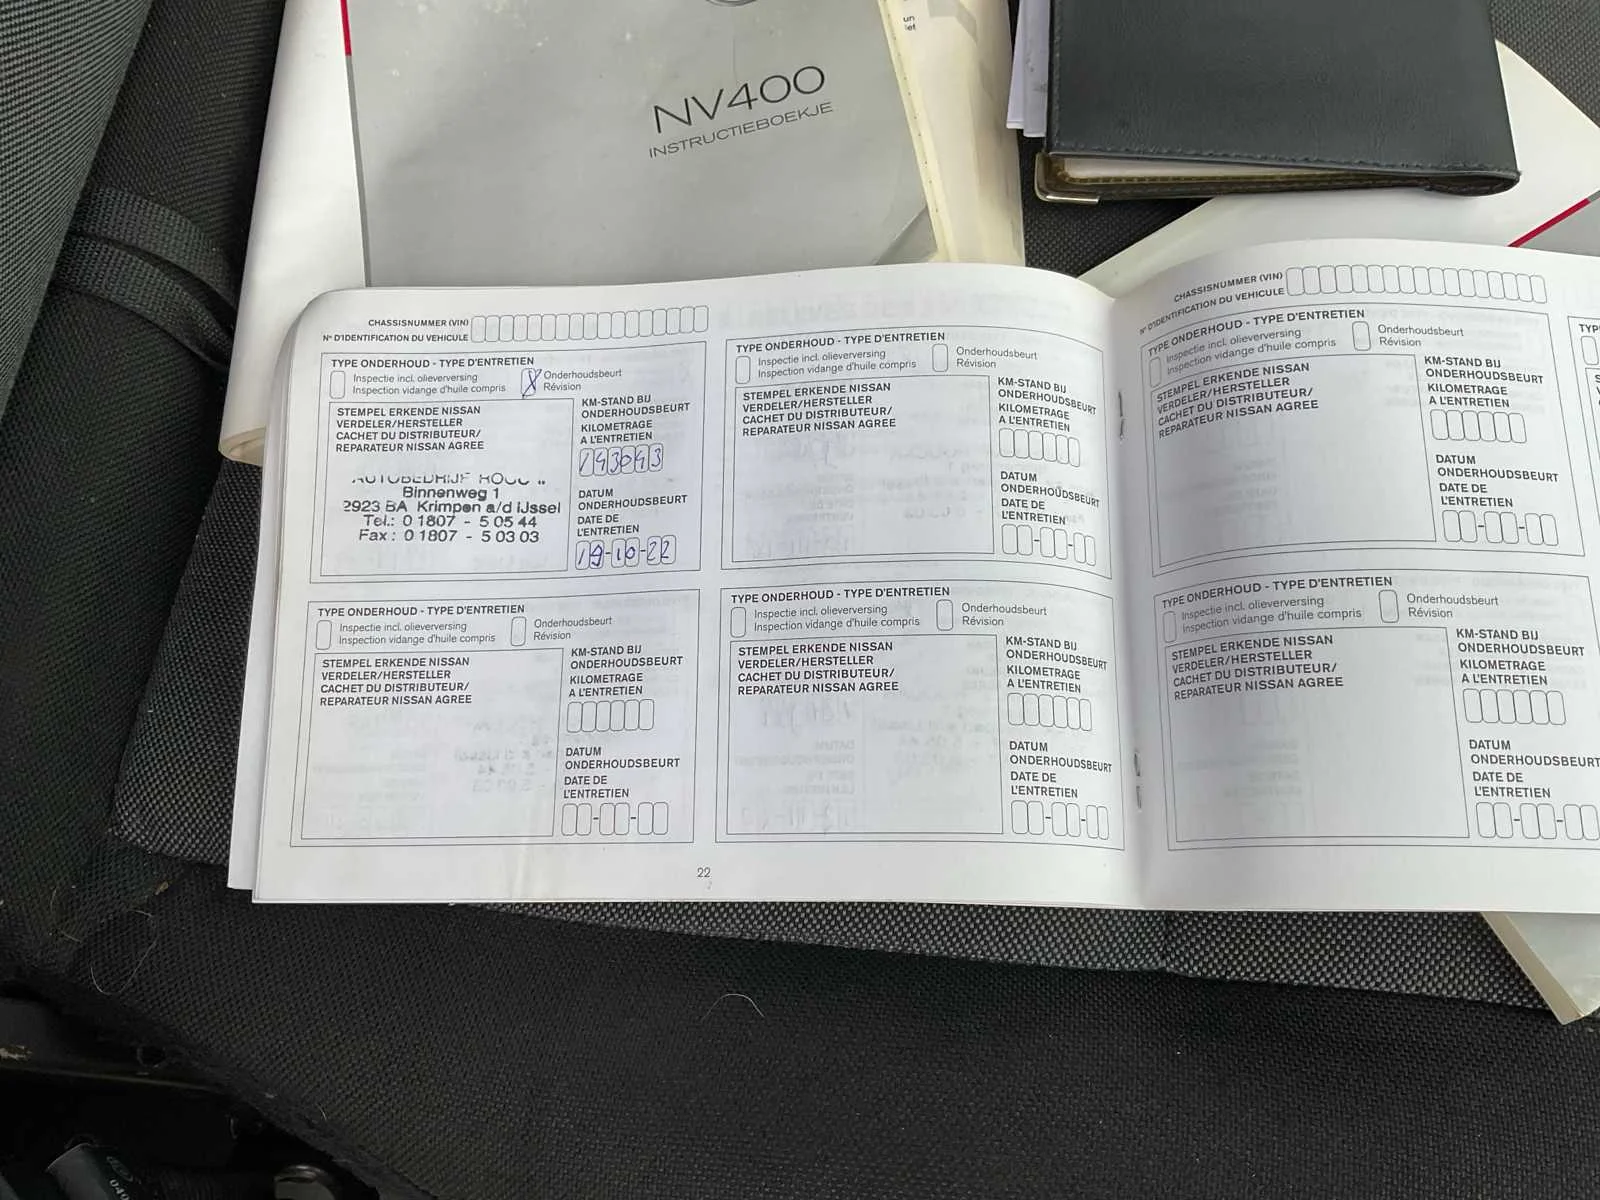 un
let
NV400
INSTRUCTIEBOEKJE
CHASSISNUMMER (VIN)
Nº D'IDENTIFICATION DU VEHICULE
TYPE ONDERHOUD - TYPE D'ENTRETIEN
Inspectie incl. olieverversing
Inspection vidange d'huile compris
X Onderhoudsbeurt
Révision
STEMPEL ERKENDE NISSAN
VERDELER/HERSTELLER
CACHET DU DISTRIBUTEUR/
REPARATEUR NISSAN AGREE
AUTOBEDRIJF
Binnenweg 1
2923 BA Krimpen a/d IJssel
Tel.: 0 1807 - 5 05 44
Fax : 0 1807 - 5 03 03
KM-STAND BIJ
ONDERHOUDSBEURT
KILOMETRAGE
A L'ENTRETIEN
193693
DATUM
ONDERHOUDSBEURT
DATE DE
L'ENTRETIEN
19-10-22
TYPE ONDERHOUD - TYPE D'ENTRETIEN
Inspectie incl. olieverversing
Inspection vidange d'huile compris
Onderhoudsbeurt
Révision
STEMPEL ERKENDE NISSAN
VERDELER/HERSTELLER
CACHET DU DISTRIBUTEUR/
REPARATEUR NISSAN AGREE
KM-STAND BIJ
ONDERHOUDSBEURT
KILOMETRAGE
A L'ENTRETIEN
DATUM
ONDERHOUDSBEURT
DATE DE
L'ENTRETIEN
TYPE ONDERHOUD - TYPE D'ENTRETIEN
Inspectie incl. olieverversing
Inspection vidange d'huile compris
Onderhoudsbeurt
Révision
STEMPEL ERKENDE NISSAN
VERDELER/HERSTELLER
CACHET DU DISTRIBUTEUR/
REPARATEUR NISSAN AGREE
KM-STAND BIJ
ONDERHOUDSBEURT
KILOMETRAGE
A L'ENTRETIEN
DATUM
ONDERHOUDSBEURT
DATE DE
L'ENTRETIEN
TYPE ONDERHOUD - TYPE D'ENTRETIEN
Inspectie incl. olieverversing
Inspection vidange d'huile compris
Onderhoudsbeurt
Révision
STEMPEL ERKENDE NISSAN
VERDELER/HERSTELLER
CACHET DU DISTRIBUTEUR/
REPARATEUR NISSAN AGREE
KM-STAND BIJ
ONDERHOUDSBEURT
KILOMETRAGE
A L'ENTRETIEN
DATUM
ONDERHOUDSBEURT
DATE DE
L'ENTRETIEN
22
CHASSISNUMMER (VIN)
Nº D'IDENTIFICATION DU VEHICULE
TYPE ONDERHOUD - TYPE D'ENTRETIEN
Inspectie incl. olieverversing
Inspection vidange d'huile compris
Onderhoudsbeurt
Révision
STEMPEL ERKENDE NISSAN
VERDELER/HERSTELLER
CACHET DU DISTRIBUTEUR/
REPARATEUR NISSAN AGREE
KM-STAND BIJ
ONDERHOUDSBEURT
KILOMETRAGE
A L'ENTRETIEN
DATUM
ONDERHOUDSBEURT
DATE DE
L'ENTRETIEN
TYPE ONDERHOUD - TYPE D'ENTRETIEN
Inspectie incl. olieverversing
Inspection vidange d'huile compris
Onderhoudsbeurt
Révision
STEMPEL ERKENDE NISSAN
VERDELER/HERSTELLER
CACHET DU DISTRIBUTEUR/
REPARATEUR NISSAN AGREE
KM-STAND BIJ
ONDERHOUDSBEURT
KILOMETRAGE
A L'ENTRETIEN
DATUM
ONDERHOUDSBEURT
DATE DE
L'ENTRETIEN
TYP